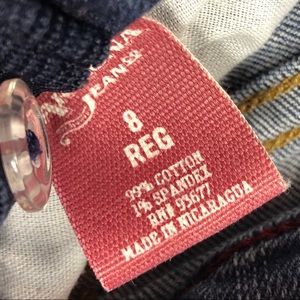 JEANS
8
REG
99% COTTON
1% SPANDEX
RN# 93677
MADE IN NICARAGUA